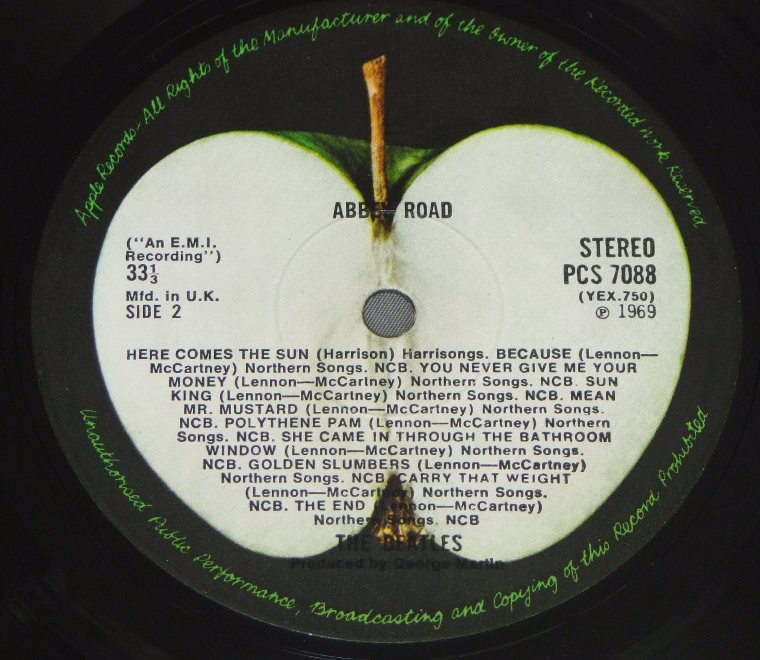 Apple Records-All Rights of the Manufacturer and of the Owner of the Recorded Work Reserved
ABBEY ROAD
("An E.M.I.
Recording")
33⅓
Mfd. in U.K.
SIDE 2
STEREO
PCS 7088
(YEX.750)
℗ 1969
HERE COMES THE SUN (Harrison) Harrisongs. BECAUSE (Lennon—
McCartney) Northern Songs. NCB. YOU NEVER GIVE ME YOUR
MONEY (Lennon—McCartney) Northern Songs. NCB. SUN
KING (Lennon—McCartney) Northern Songs. NCB. MEAN
MR. MUSTARD (Lennon—McCartney) Northern Songs.
NCB. POLYTHENE PAM (Lennon—McCartney) Northern
Songs. NCB. SHE CAME IN THROUGH THE BATHROOM
WINDOW (Lennon—McCartney) Northern Songs.
NCB. GOLDEN SLUMBERS (Lennon—McCartney)
Northern Songs. NCB. CARRY THAT WEIGHT
(Lennon—McCartney) Northern Songs.
NCB. THE END (Lennon—McCartney)
Northern Songs. NCB
THE BEATLES
Produced by George Martin
Unauthorised Public Performance, Broadcasting and Copying of this Record Prohibited